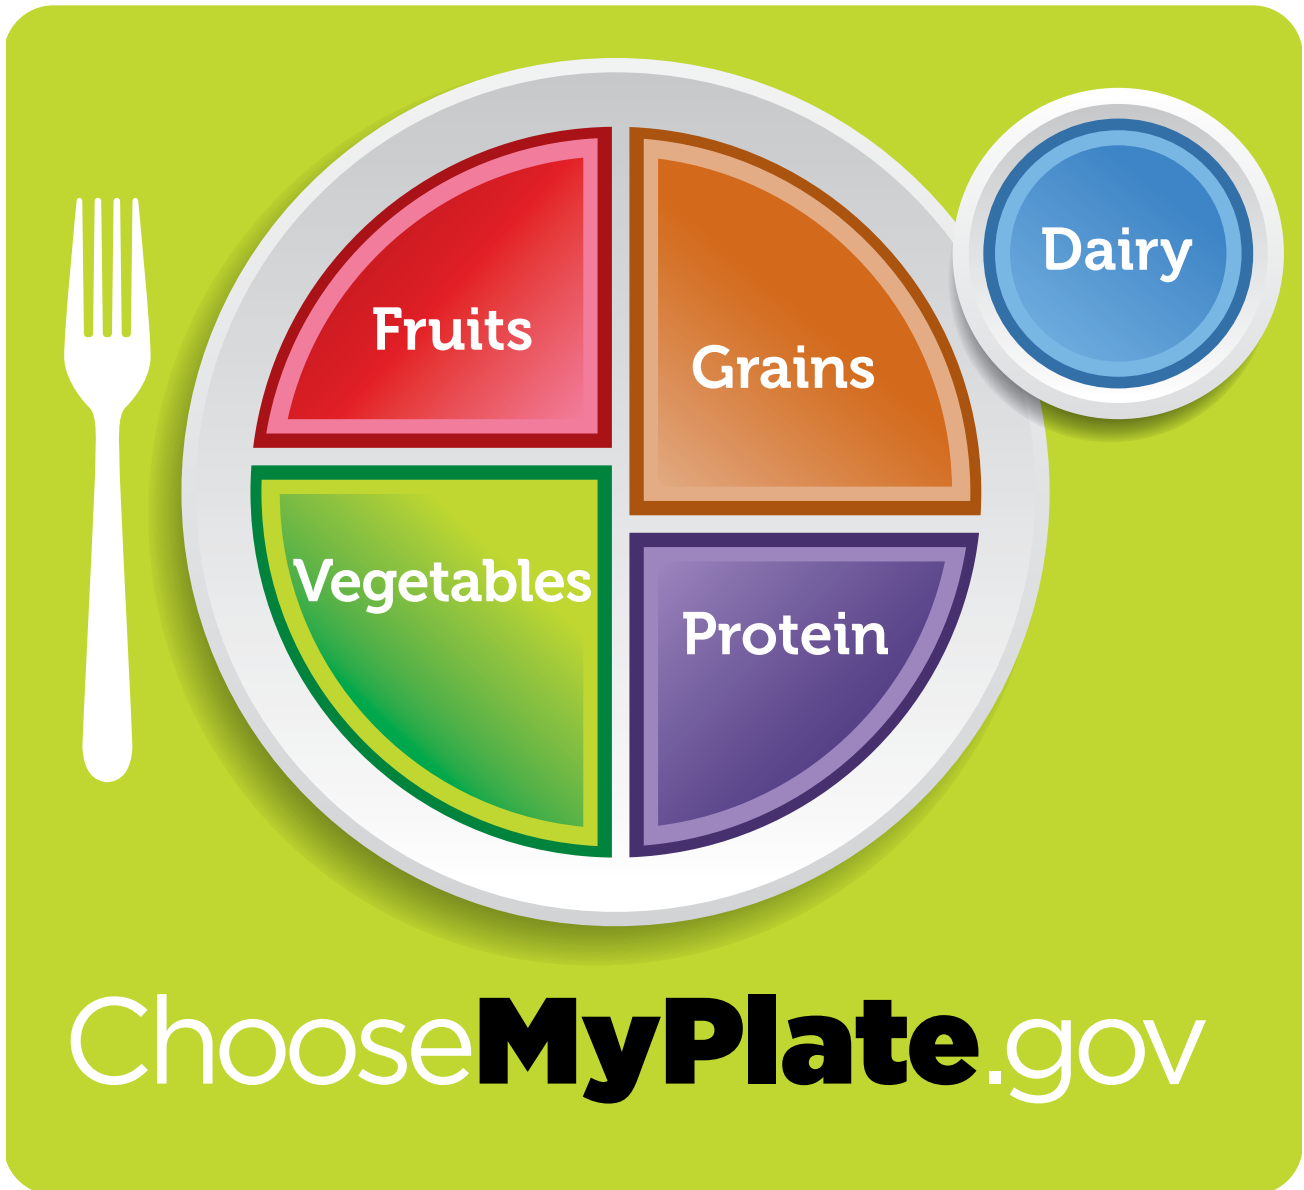 Dairy
Fruits
Grains
Vegetables
Protein
ChooseMyPlate.gov